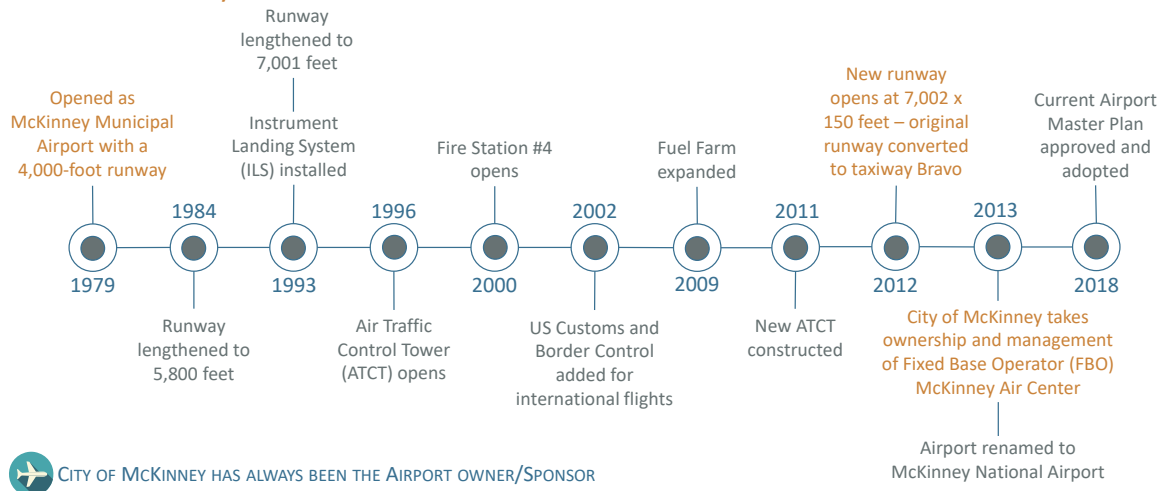 Runway
lengthened to
7,001 feet
Opened as
McKinney Municipal
Airport with a
4,000-foot runway
Instrument
Landing System
(ILS) installed
Fire Station #4
opens
Fuel Farm
expanded
New runway
opens at 7,002 x
150 feet – original
runway converted
to taxiway Bravo
Current Airport
Master Plan
approved and
adopted
1984
1996
2002
2011
2013
1979
1993
2000
2009
2012
2018
Runway
lengthened to
5,800 feet
Air Traffic
Control Tower
(ATCT) opens
US Customs and
Border Control
added for
international flights
New ATCT
constructed
City of McKinney takes
ownership and management
of Fixed Base Operator (FBO)
McKinney Air Center
Airport renamed to
McKinney National Airport
CITY OF MCKINNEY HAS ALWAYS BEEN THE AIRPORT OWNER/SPONSOR